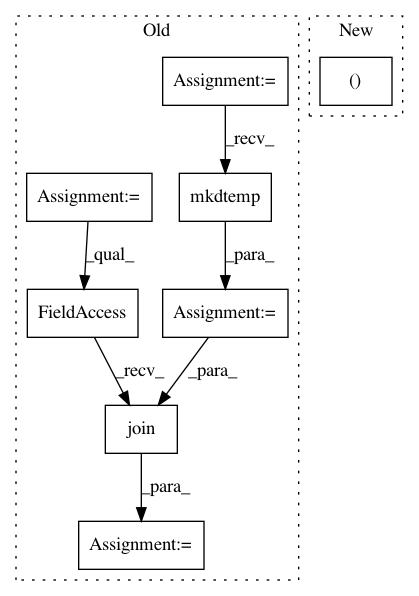 Old
New
Assignment:=
()
_recv_
Assignment:=
mkdtemp
_qual_
_para_
FieldAccess
Assignment:=
_recv_
_para_
join
_para_
Assignment:=